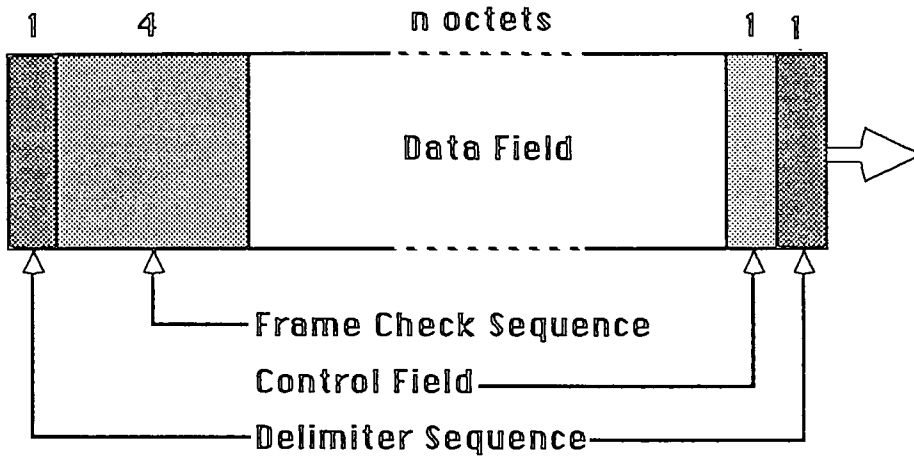 1 4 n octets 1 1
Data Field
Frame Check Sequence
Control Field
Delimiter Sequence